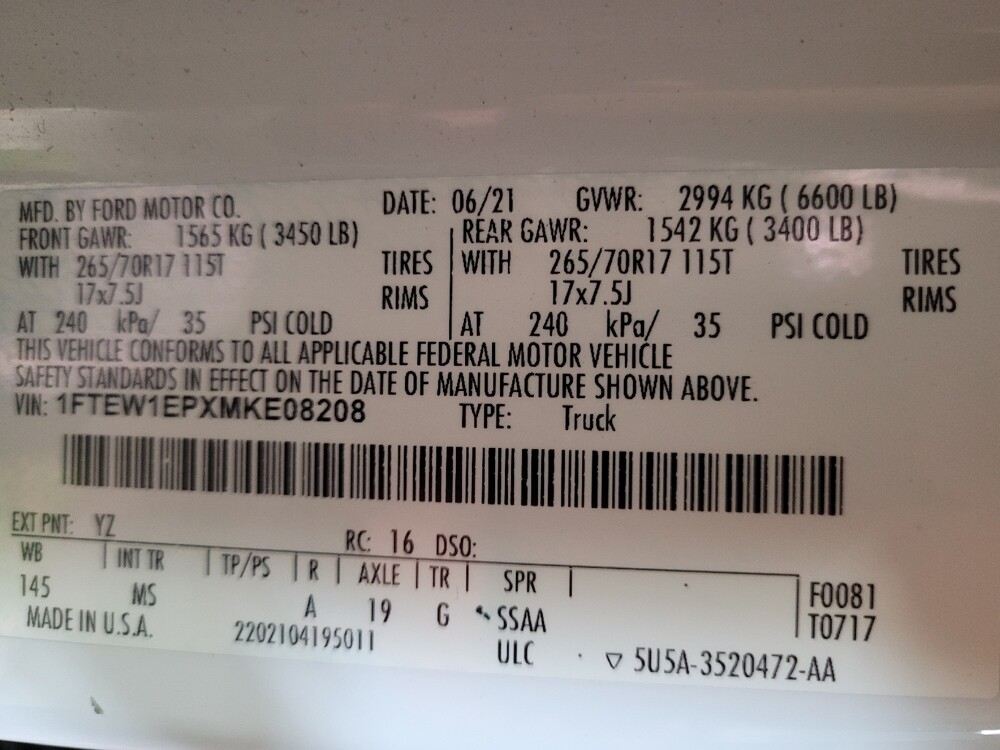 MFD. BY FORD MOTOR CO. DATE: 06/21 GVWR: 2994 KG ( 6600 LB)
FRONT GAWR: 1565 KG ( 3450 LB) REAR GAWR: 1542 KG ( 3400 LB)
WITH 265/70R17 115T TIRES WITH 265/70R17 115T TIRES
17x7.5J RIMS 17x7.5J RIMS
AT 240 kPa/ 35 PSI COLD AT 240 kPa/ 35 PSI COLD
THIS VEHICLE CONFORMS TO ALL APPLICABLE FEDERAL MOTOR VEHICLE
SAFETY STANDARDS IN EFFECT ON THE DATE OF MANUFACTURE SHOWN ABOVE.
VIN: 1FTEW1EPXMKE08208 TYPE: Truck
EXT PNT: YZ RC: 16 DSO:
WB INT TR TP/PS R AXLE TR SPR F0081
145 MS A 19 G SSAA T0717
MADE IN U.S.A. 2202104195011 ULC ▽ 5U5A-3520472-AA